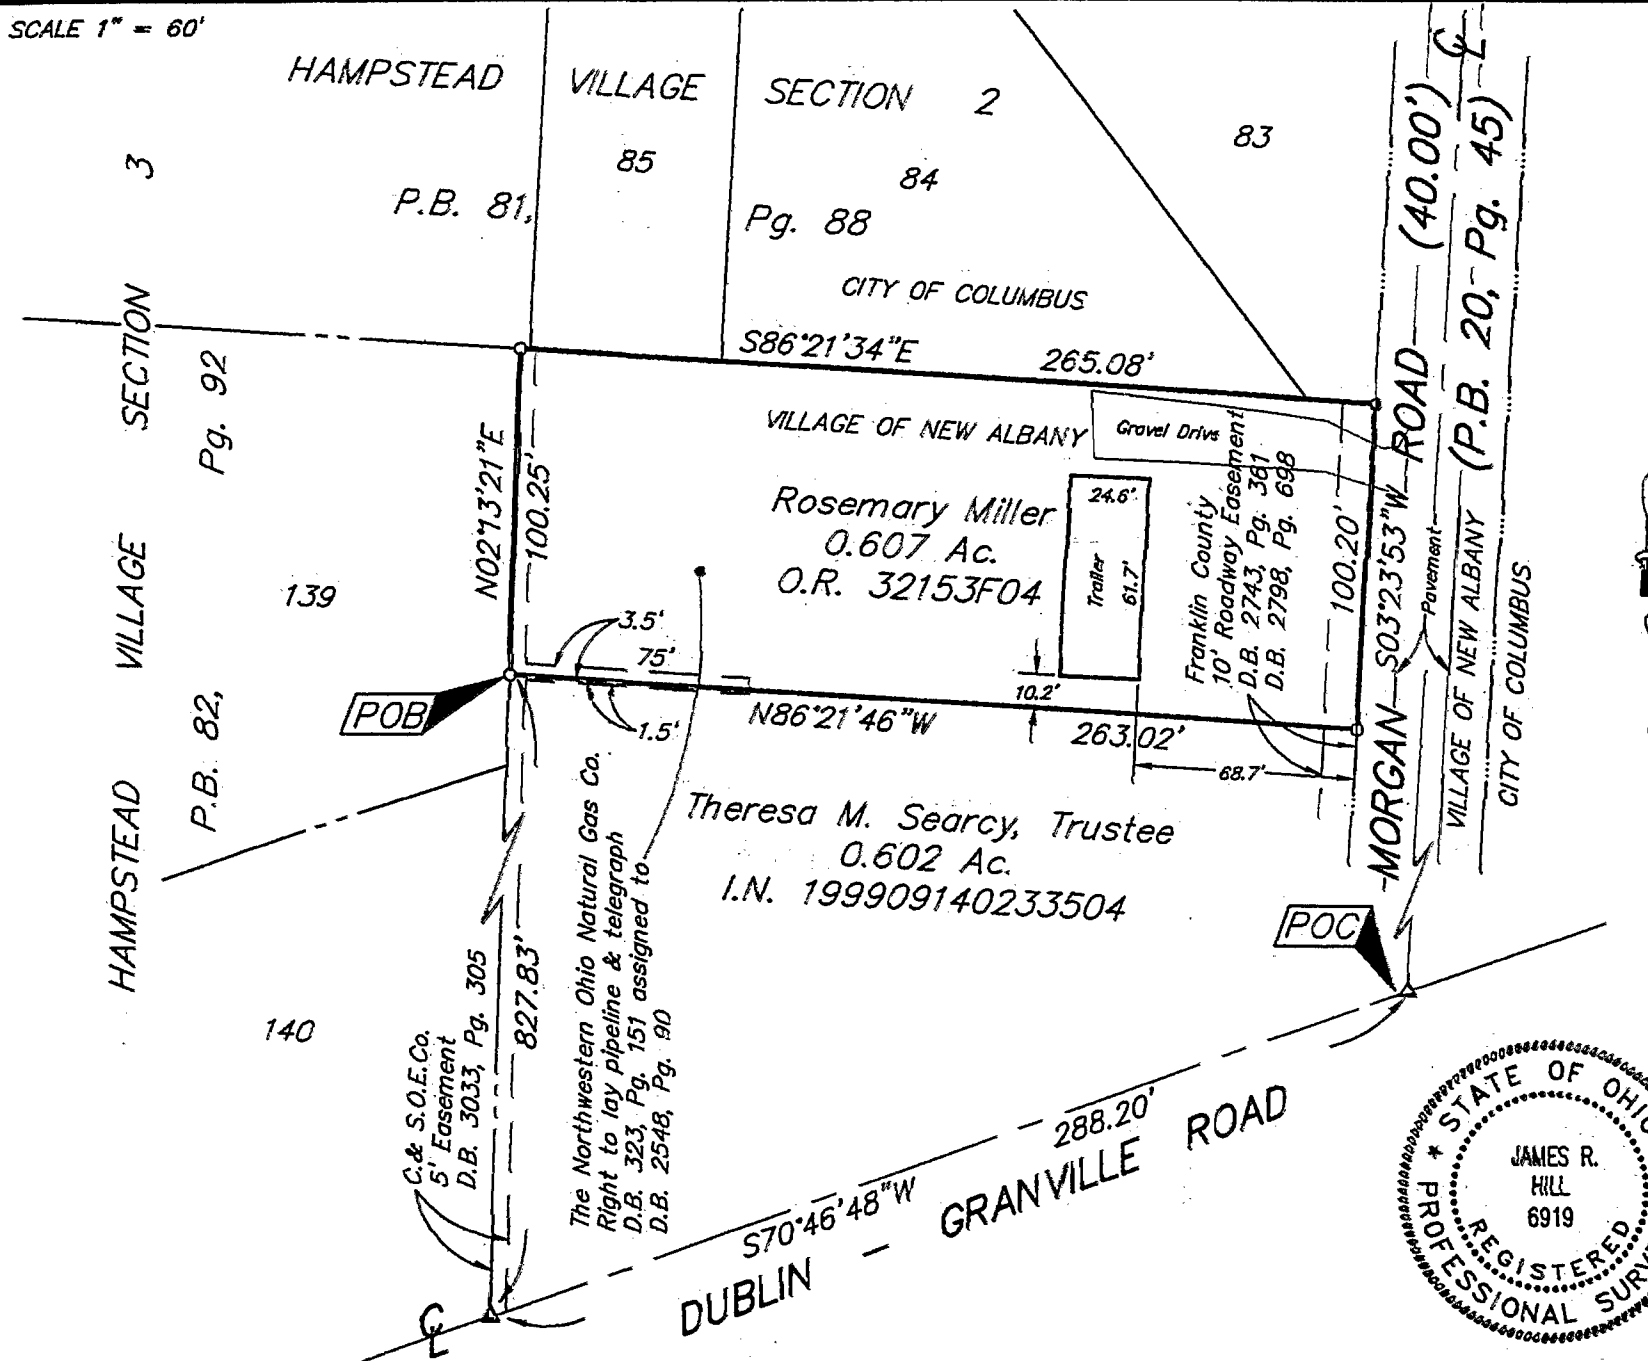 SCALE 1" = 60'
HAMPSTEAD VILLAGE SECTION 2
83
85
84
P.B. 81, Pg. 88
CITY OF COLUMBUS
S86°21'34"E 265.08'
HAMPSTEAD VILLAGE SECTION 3
P.B. 82, Pg. 92
139
140
N02°13'21"E
100.25'
VILLAGE OF NEW ALBANY
Gravel Drive
Rosemary Miller
0.607 Ac.
O.R. 32153F04
24.6'
Trailer
61.7'
Franklin County
10' Roadway Easement
D.B. 2743, Pg. 361
D.B. 2798, Pg. 698
100.20'
S03°23'53"W
MORGAN ROAD (40.00')
(P.B. 20, Pg. 45)
CL
Pavement
VILLAGE OF NEW ALBANY
CITY OF COLUMBUS
3.5'
75'
1.5'
10.2'
N86°21'46"W
263.02'
68.7'
POB
Theresa M. Searcy, Trustee
0.602 Ac.
I.N. 199909140233504
POC
The Northwestern Ohio Natural Gas Co.
Right to lay pipeline & telegraph
D.B. 323, Pg. 151 assigned to
D.B. 2548, Pg. 90
827.83'
C.& S.O.E.Co.
5' Easement
D.B. 3033, Pg. 305
288.20'
S70°46'48"W
DUBLIN - GRANVILLE ROAD
CL
STATE OF OHIO
JAMES R.
HILL
6919
REGISTERED
PROFESSIONAL SURV